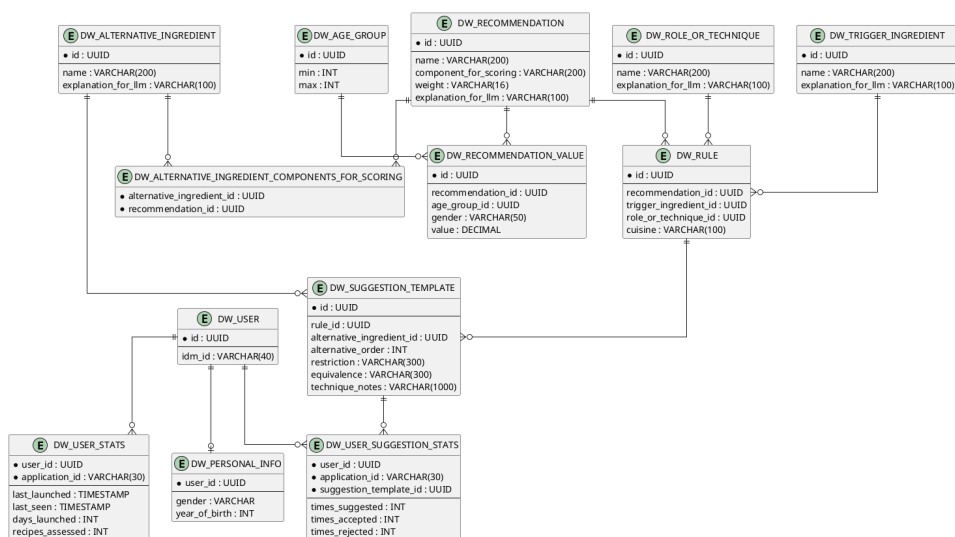 E DW_ALTERNATIVE_INGREDIENT
* id : UUID
name : VARCHAR(200)
explanation_for_llm : VARCHAR(100)
E DW_AGE_GROUP
* id : UUID
min : INT
max : INT
E DW_RECOMMENDATION
* id : UUID
name : VARCHAR(200)
component_for_scoring : VARCHAR(200)
weight : VARCHAR(16)
explanation_for_llm : VARCHAR(100)
E DW_ROLE_OR_TECHNIQUE
* id : UUID
name : VARCHAR(200)
explanation_for_llm : VARCHAR(100)
E DW_TRIGGER_INGREDIENT
* id : UUID
name : VARCHAR(200)
explanation_for_llm : VARCHAR(100)
E DW_ALTERNATIVE_INGREDIENT_COMPONENTS_FOR_SCORING
* alternative_ingredient_id : UUID
* recommendation_id : UUID
E DW_RECOMMENDATION_VALUE
* id : UUID
recommendation_id : UUID
age_group_id : UUID
gender : VARCHAR(50)
value : DECIMAL
E DW_RULE
* id : UUID
recommendation_id : UUID
trigger_ingredient_id : UUID
role_or_technique_id : UUID
cuisine : VARCHAR(100)
E DW_SUGGESTION_TEMPLATE
* id : UUID
rule_id : UUID
alternative_ingredient_id : UUID
alternative_order : INT
restriction : VARCHAR(300)
equivalence : VARCHAR(300)
technique_notes : VARCHAR(1000)
E DW_USER
* id : UUID
idm_id : VARCHAR(40)
E DW_USER_STATS
* user_id : UUID
* application_id : VARCHAR(30)
last_launched : TIMESTAMP
last_seen : TIMESTAMP
days_launched : INT
recipes_assessed : INT
E DW_PERSONAL_INFO
* user_id : UUID
gender : VARCHAR
year_of_birth : INT
E DW_USER_SUGGESTION_STATS
* user_id : UUID
* application_id : VARCHAR(30)
* suggestion_template_id : UUID
times_suggested : INT
times_accepted : INT
times_rejected : INT